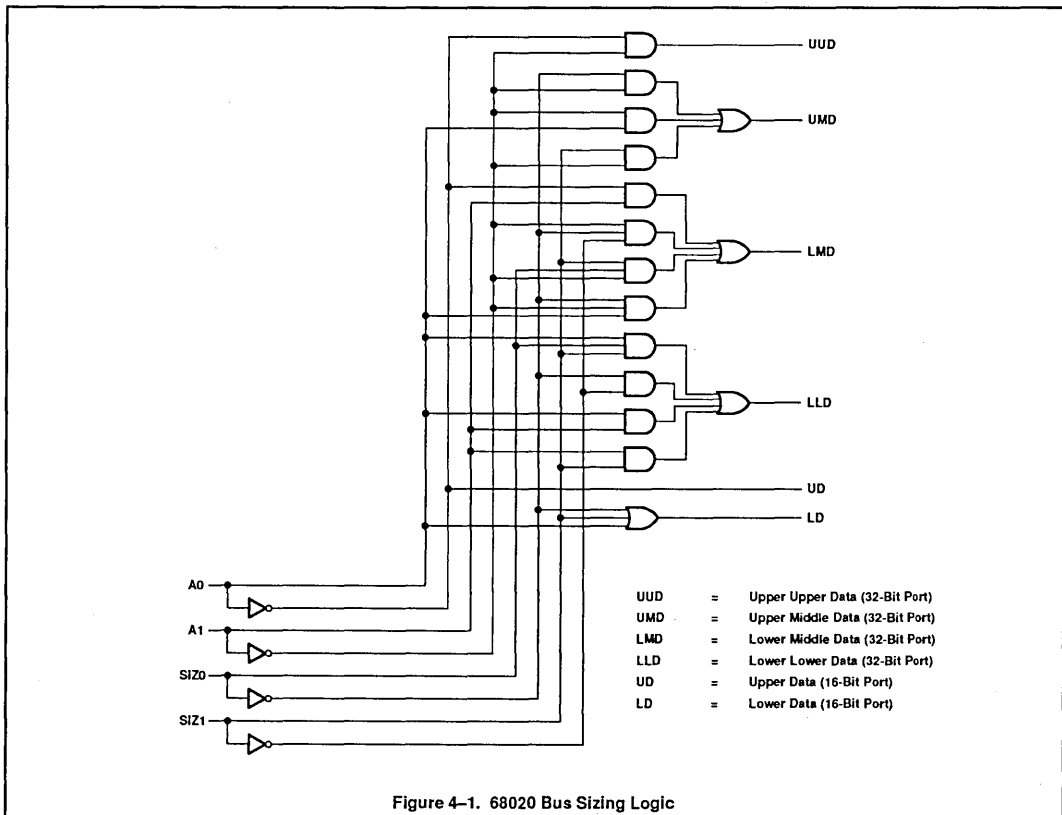 UUD
UMD
LMD
LLD
UD
LD
A0
A1
SIZ0
SIZ1
UUD = Upper Upper Data (32-Bit Port)
UMD = Upper Middle Data (32-Bit Port)
LMD = Lower Middle Data (32-Bit Port)
LLD = Lower Lower Data (32-Bit Port)
UD = Upper Data (16-Bit Port)
LD = Lower Data (16-Bit Port)
Figure 4–1. 68020 Bus Sizing Logic